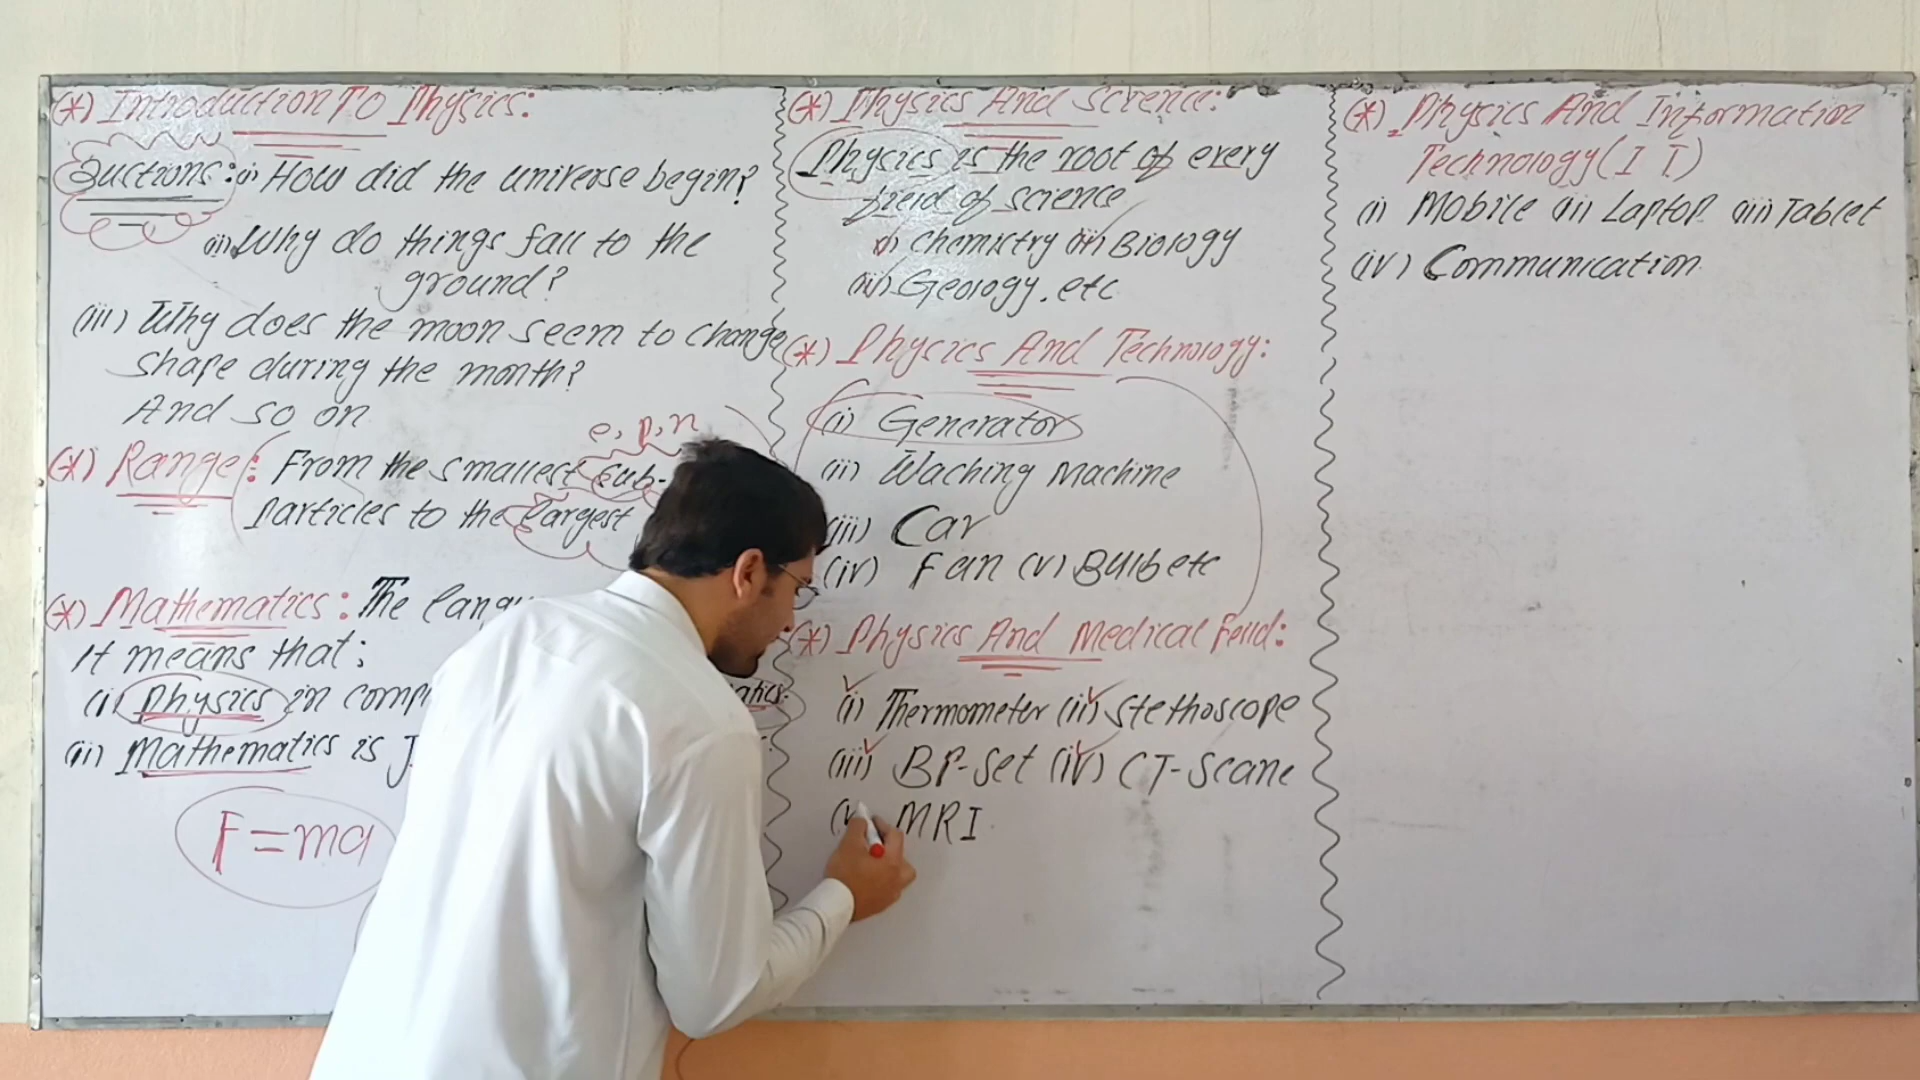 (*) Introduction To Physics:
Quctions: (i) How did the universe begin?
(ii) Why do things fall to the
ground?
(iii) Why does the moon seem to change
shape during the month?
And so on
e, p, n
(*) Range: From the smallest sub-
particles to the largest
(*) Mathematics: The
It means that;
(i) Physics in
(ii) Mathematics is
F = ma
(*) Physics And Science:
Physics is the root of every
field of science
(i) Chemistry (ii) Biology
(iii) Geology, etc
(*) Physics And Technology:
(i) Generator
(ii) Waching Machine
(iii) Car
(iv) Fan (v) Bulb etc
(*) Physics And Medical Feild:
(i) Thermometer (ii) Stethoscope
(iii) BP-Set (iv) CT-Scane
(v) MRI
(*) Physics And Information
Technology (I T)
(i) Mobile (ii) Laptop (iii) Tablet
(iv) Communication